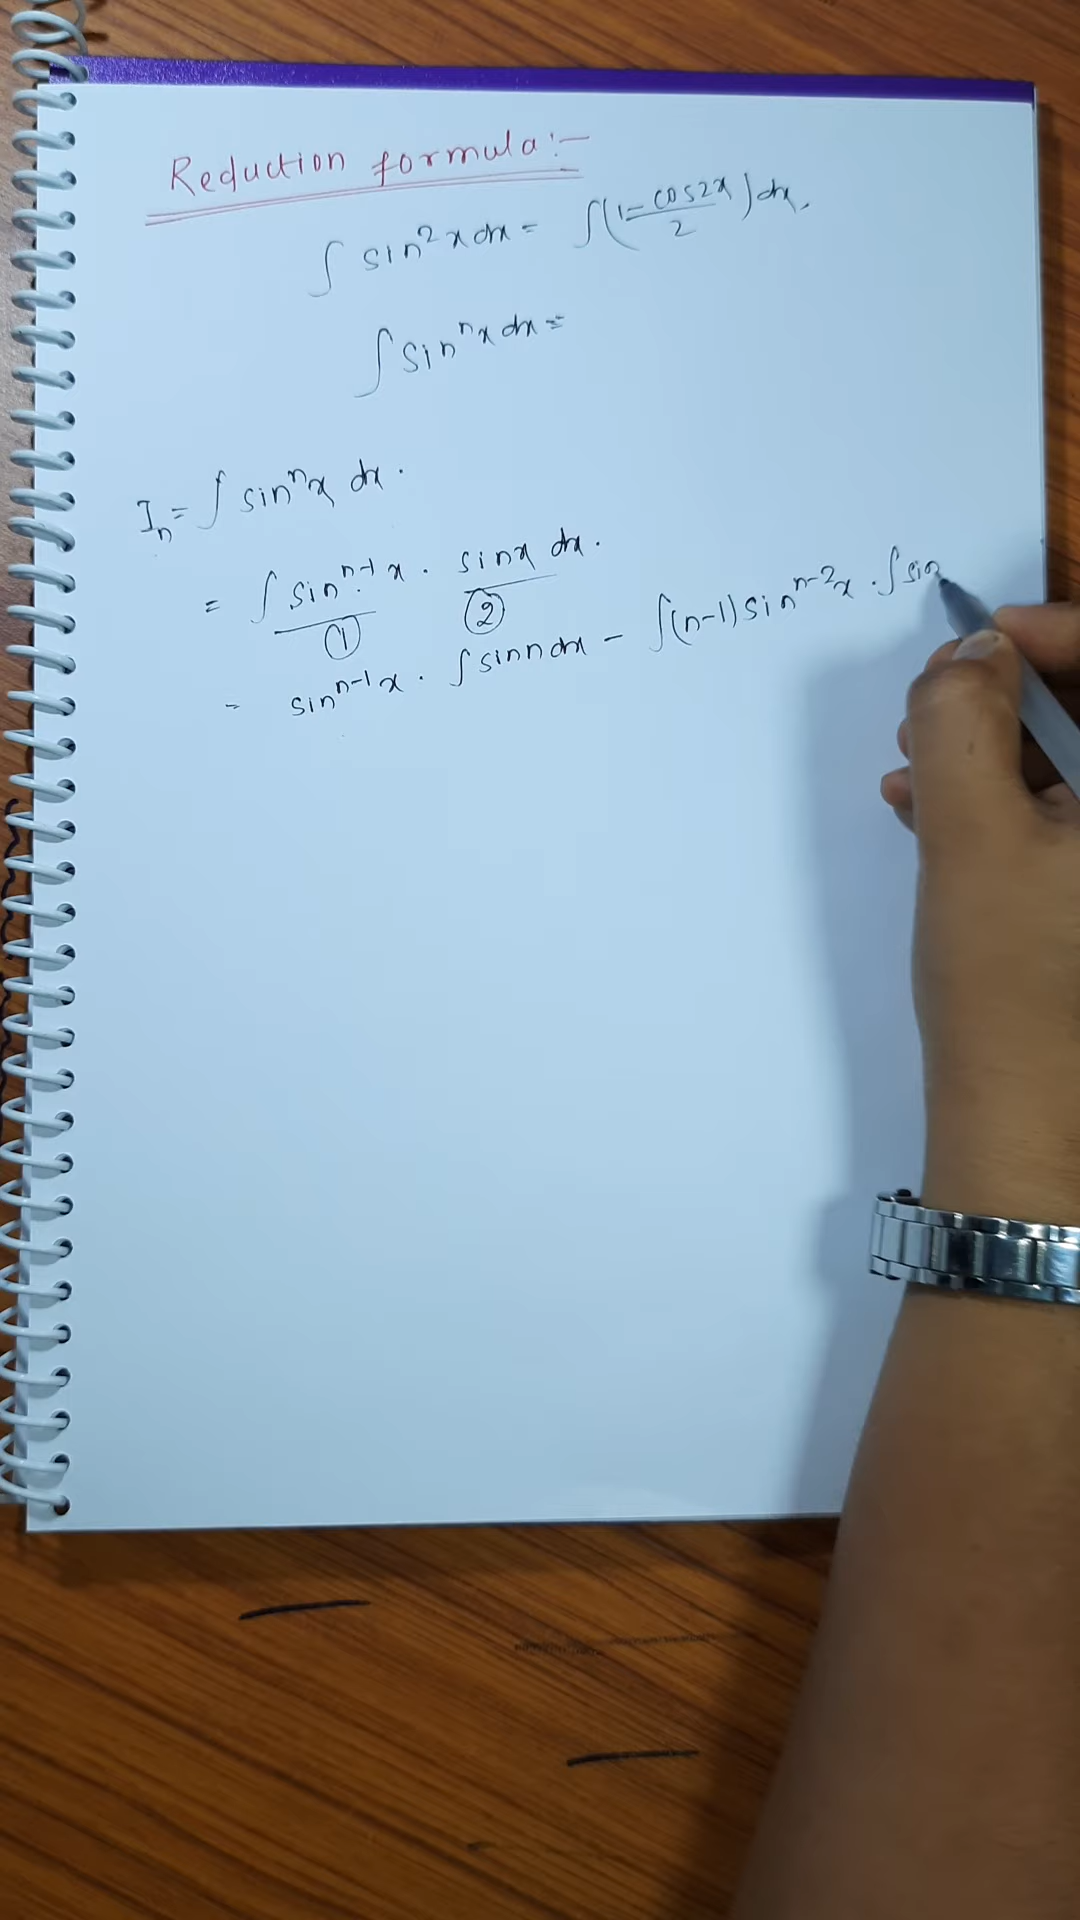 Reduction formula:-
∫ sin²x dx = ∫(1-cos2x/2)dx.
∫ sinⁿx dx =
Iₙ = ∫ sinⁿx dx.
= ∫ sinⁿ⁻¹x . sinx dx.
① ②
= sinⁿ⁻¹x . ∫ sinn dx - ∫(n-1) sinⁿ⁻²x . ∫ sin